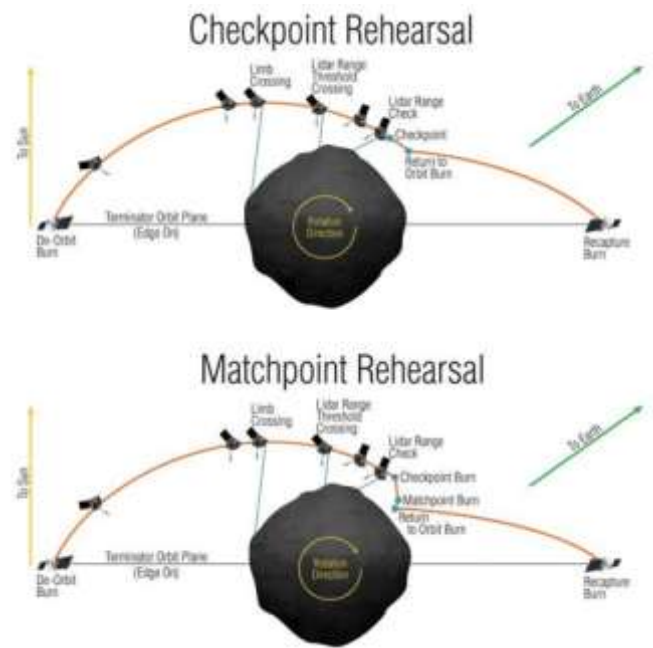 Checkpoint Rehearsal
Limb
Crossing
Lidar Range
Threshold
Crossing
Lidar Range
Check
Checkpoint
Return to
Orbit Burn
To Sun
To Earth
Terminator Orbit Plane
(Edge On)
De-Orbit
Burn
Rotation
Direction
Recapture
Burn
Matchpoint Rehearsal
Limb
Crossing
Lidar Range
Threshold
Crossing
Lidar Range
Check
Checkpoint Burn
Matchpoint Burn
Return
to Orbit Burn
To Sun
To Earth
Terminator Orbit Plane
(Edge On)
De-Orbit
Burn
Rotation
Direction
Recapture
Burn